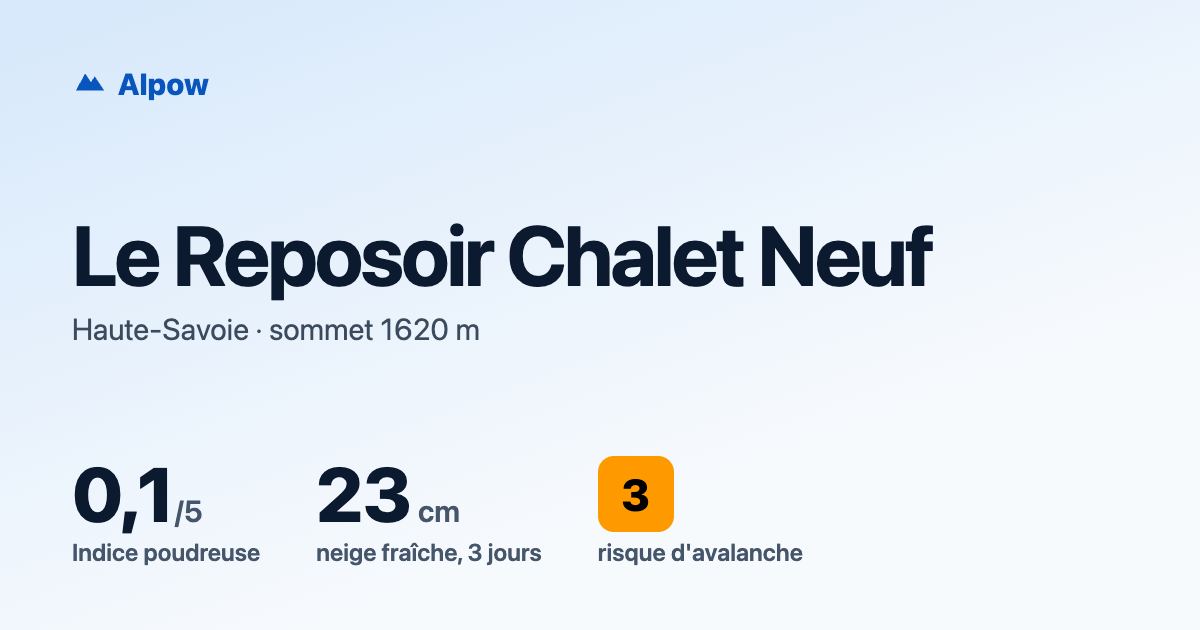 Alpow
Le Reposoir Chalet Neuf
Haute-Savoie · sommet 1620 m
0,1/5
Indice poudreuse
23 cm
neige fraîche, 3 jours
3
risque d'avalanche